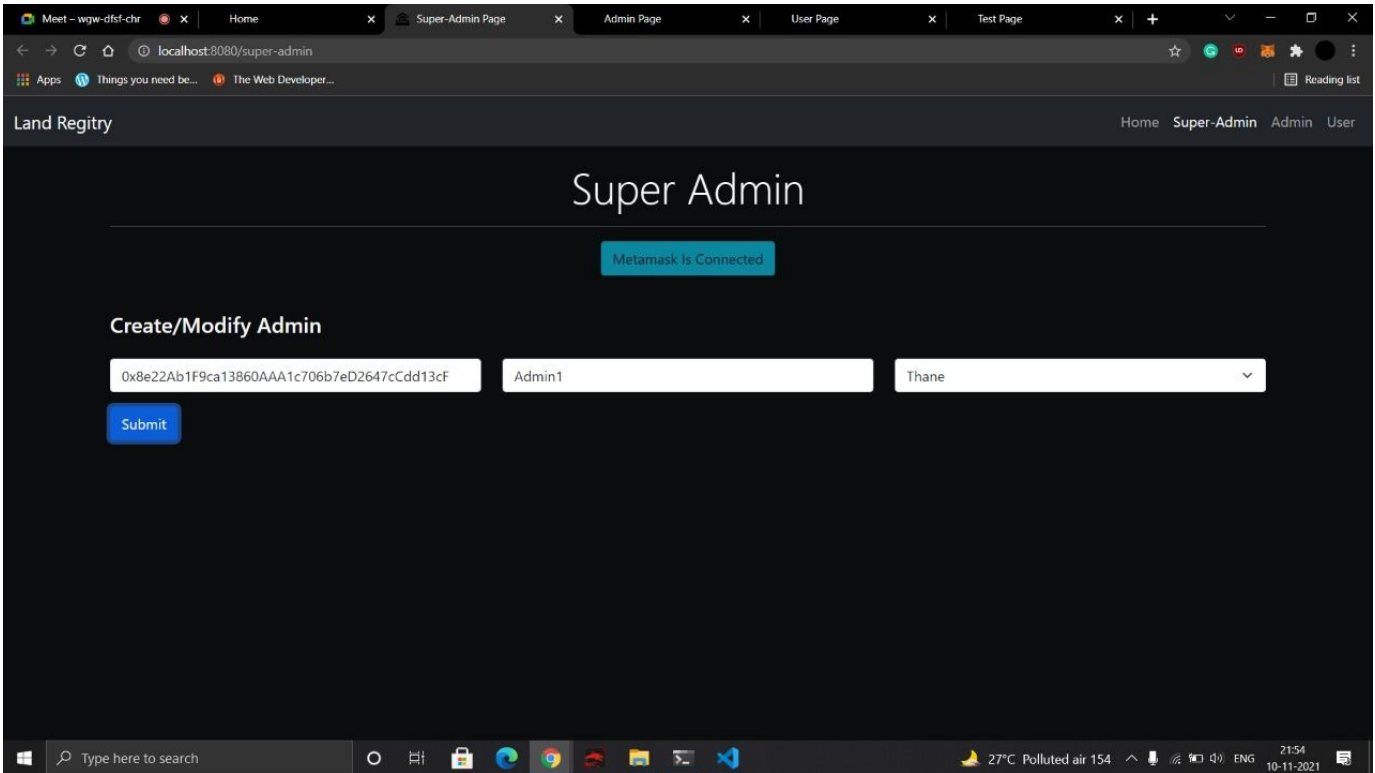 Meet – wgw-dfsf-chr Home Super-Admin Page Admin Page User Page Test Page
localhost:8080/super-admin
Apps Things you need be... The Web Developer... Reading list
Land Regitry Home Super-Admin Admin User
Super Admin
Metamask Is Connected
Create/Modify Admin
0x8e22Ab1F9ca13860AAA1c706b7eD2647cCdd13cF Admin1 Thane
Submit
Type here to search 27°C Polluted air 154 ENG 21:54
10-11-2021